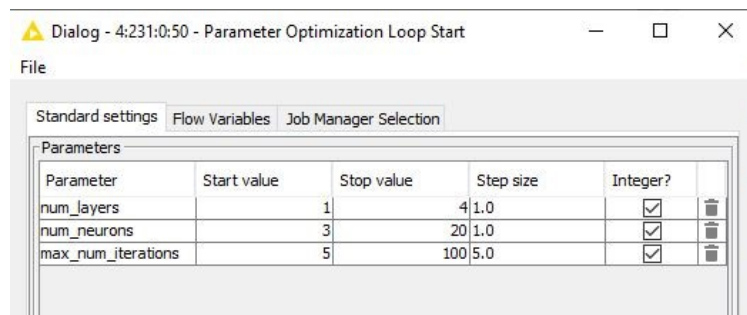 Dialog - 4:231:0:50 - Parameter Optimization Loop Start
File
Standard settings Flow Variables Job Manager Selection
Parameters
Parameter Start value Stop value Step size Integer?
num_layers 1 4 1.0
num_neurons 3 20 1.0
max_num_iterations 5 100 5.0